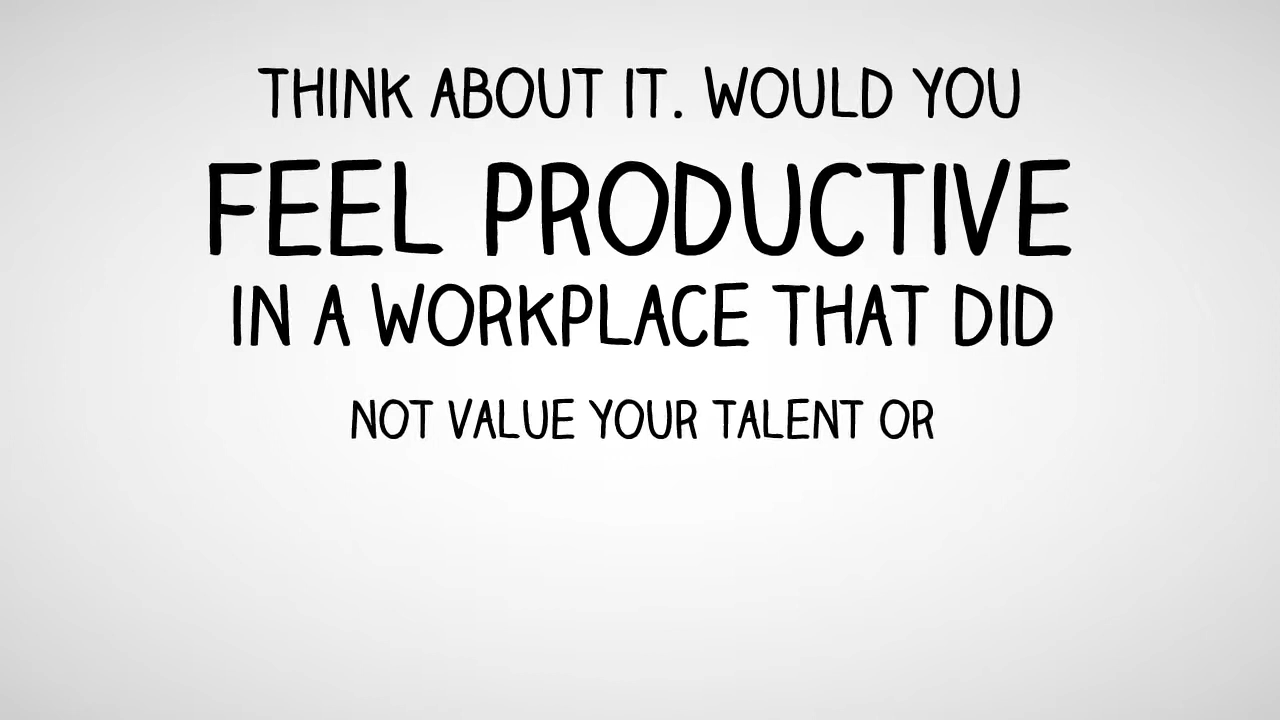 THINK ABOUT IT. WOULD YOU
FEEL PRODUCTIVE
IN A WORKPLACE THAT DID
NOT VALUE YOUR TALENT OR